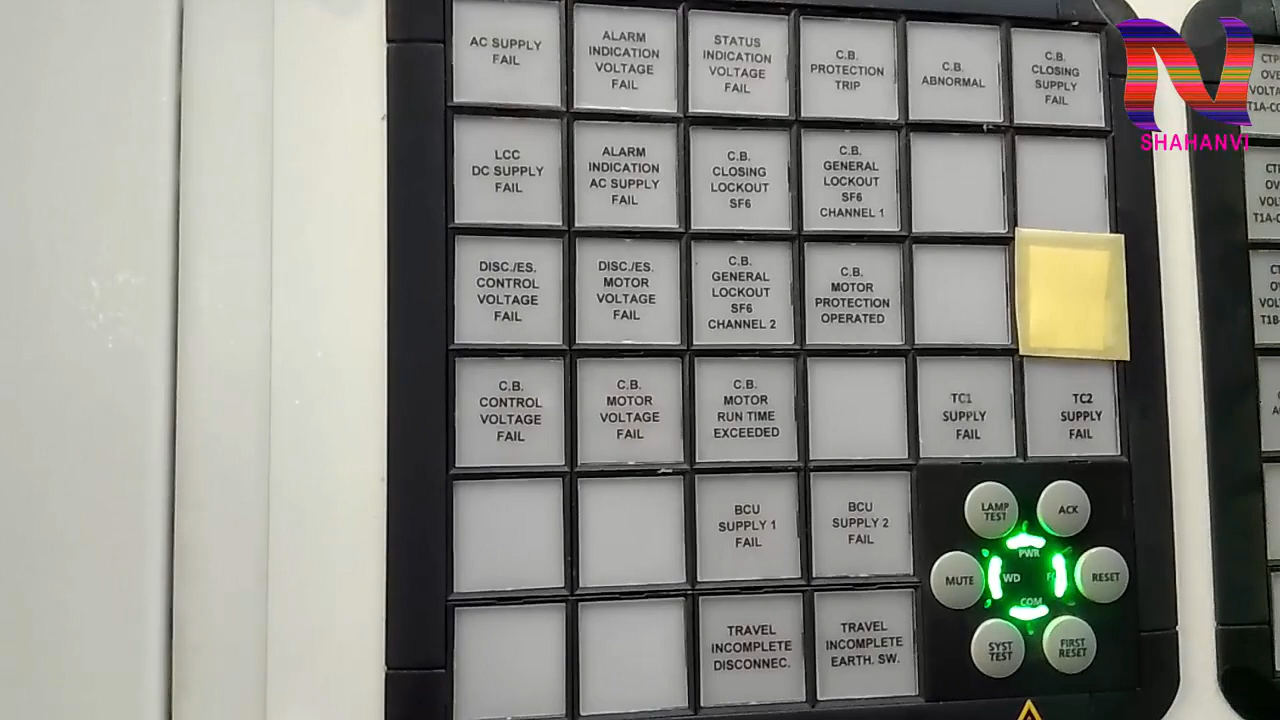 AC SUPPLY
FAIL
ALARM
INDICATION
VOLTAGE
FAIL
STATUS
INDICATION
VOLTAGE
FAIL
C.B.
PROTECTION
TRIP
C.B.
ABNORMAL
C.B.
CLOSING
SUPPLY
FAIL
SHAHANVI
LCC
DC SUPPLY
FAIL
ALARM
INDICATION
AC SUPPLY
FAIL
C.B.
CLOSING
LOCKOUT
SF6
C.B.
GENERAL
LOCKOUT
SF6
CHANNEL 1
DISC./ES.
CONTROL
VOLTAGE
FAIL
DISC./ES.
MOTOR
VOLTAGE
FAIL
C.B.
GENERAL
LOCKOUT
SF6
CHANNEL 2
C.B.
MOTOR
PROTECTION
OPERATED
C.B.
CONTROL
VOLTAGE
FAIL
C.B.
MOTOR
VOLTAGE
FAIL
C.B.
MOTOR
RUN TIME
EXCEEDED
TC1
SUPPLY
FAIL
TC2
SUPPLY
FAIL
BCU
SUPPLY 1
FAIL
BCU
SUPPLY 2
FAIL
TRAVEL
INCOMPLETE
DISCONNEC.
TRAVEL
INCOMPLETE
EARTH. SW.
LAMP
TEST
ACK
PWR
MUTE
WD
RESET
COM
SYST
TEST
FIRST
RESET